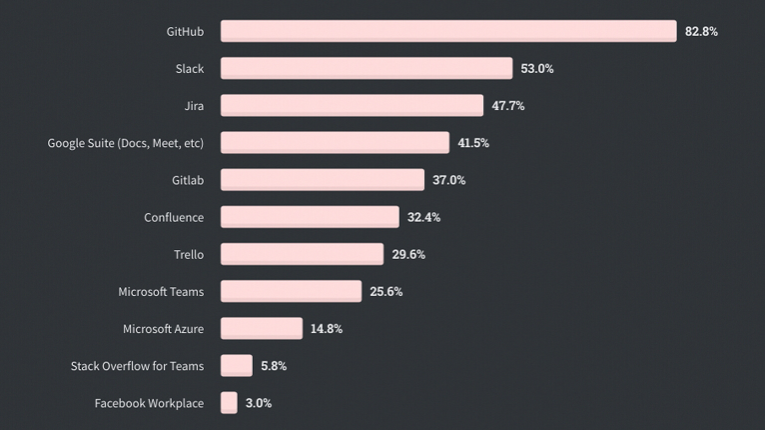 GitHub 82.8%
Slack 53.0%
Jira 47.7%
Google Suite (Docs, Meet, etc) 41.5%
Gitlab 37.0%
Confluence 32.4%
Trello 29.6%
Microsoft Teams 25.6%
Microsoft Azure 14.8%
Stack Overflow for Teams 5.8%
Facebook Workplace 3.0%